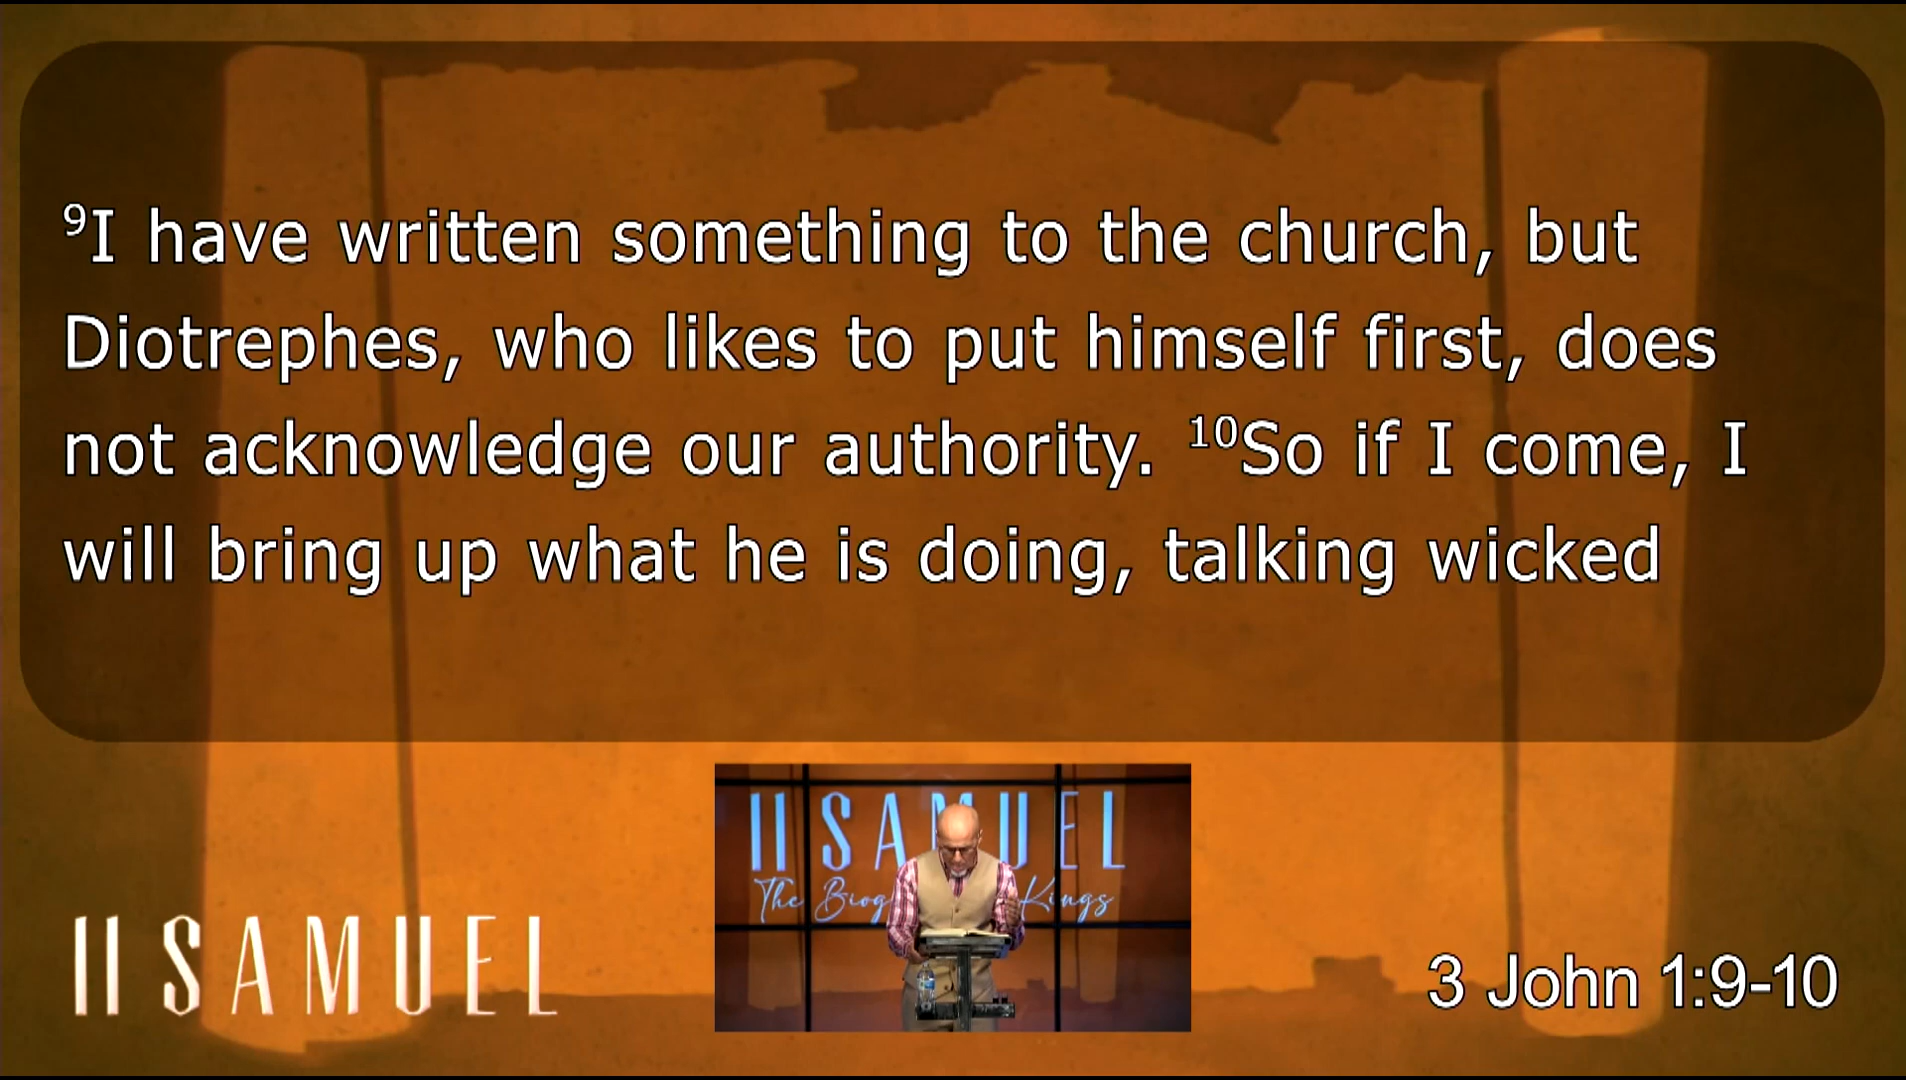 ⁹I have written something to the church, but
Diotrephes, who likes to put himself first, does
not acknowledge our authority. ¹⁰So if I come, I
will bring up what he is doing, talking wicked
II SAMUEL
The Biog Kings
II SAMUEL
3 John 1:9-10